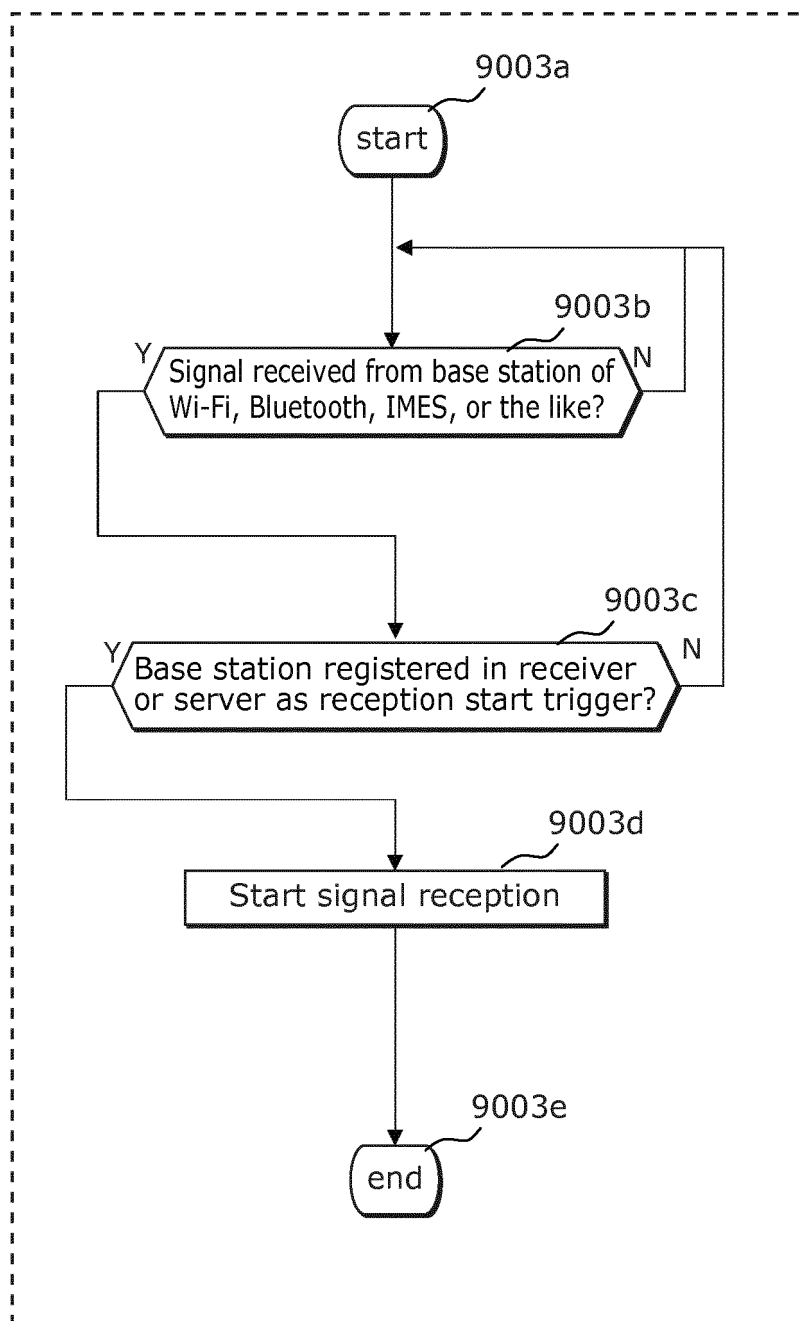 9003a
start
9003b
Y
N
Signal received from base station of
Wi-Fi, Bluetooth, IMES, or the like?
9003c
Y
N
Base station registered in receiver
or server as reception start trigger?
9003d
Start signal reception
9003e
end